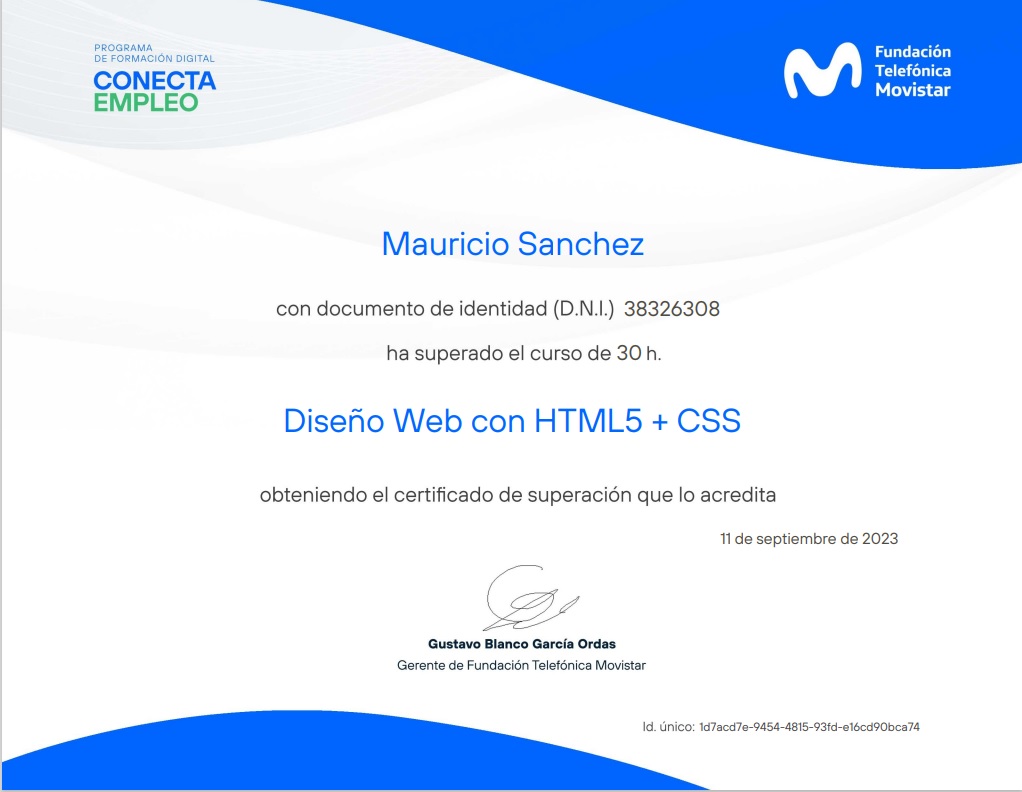 PROGRAMA
DE FORMACIÓN DIGITAL
CONECTA
EMPLEO
Fundación
Telefónica
Movistar
Mauricio Sanchez
con documento de identidad (D.N.I.) 38326308
ha superado el curso de 30 h.
Diseño Web con HTML5 + CSS
obteniendo el certificado de superación que lo acredita
11 de septiembre de 2023
Gustavo Blanco García Ordas
Gerente de Fundación Telefónica Movistar
Id. único: 1d7acd7e-9454-4815-93fd-e16cd90bca74